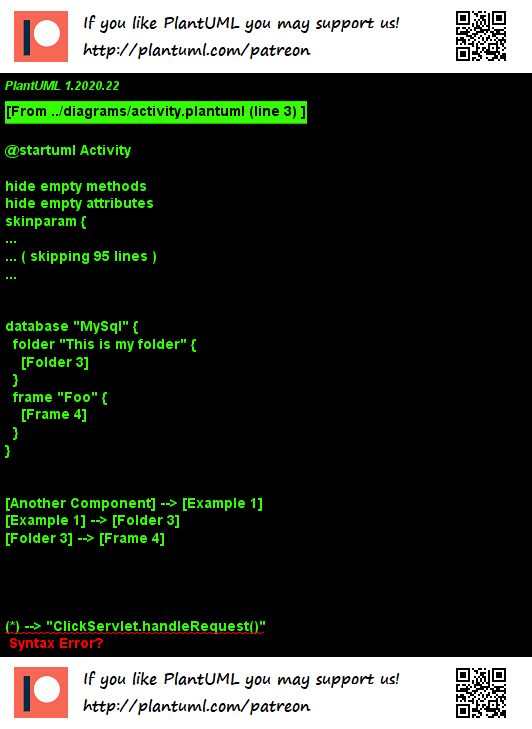 If you like PlantUML you may support us!
http://plantuml.com/patreon
PlantUML 1.2020.22
[From ../diagrams/activity.plantuml (line 3) ]
@startuml Activity
hide empty methods
hide empty attributes
skinparam {
...
... ( skipping 95 lines )
...
database "MySql" {
folder "This is my folder" {
[Folder 3]
}
frame "Foo" {
[Frame 4]
}
}
[Another Component] --> [Example 1]
[Example 1] --> [Folder 3]
[Folder 3] --> [Frame 4]
(*) --> "ClickServlet.handleRequest()"
Syntax Error?
If you like PlantUML you may support us!
http://plantuml.com/patreon